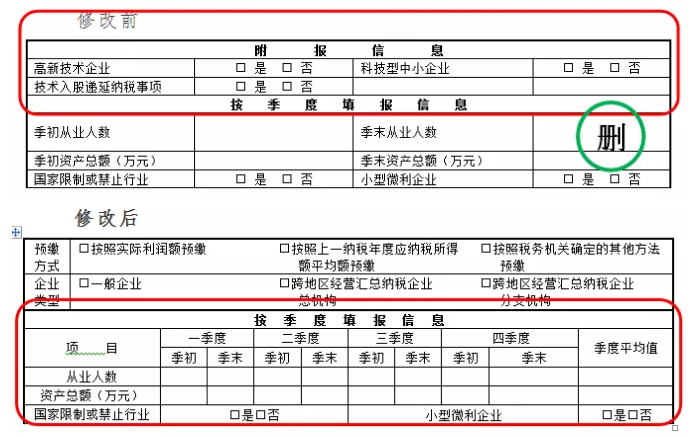 修改前
附 报 信 息
高新技术企业 □ 是 □ 否 科技型中小企业 □ 是 □ 否
技术入股递延纳税事项 □ 是 □ 否
按 季 度 填 报 信 息
季初从业人数 季末从业人数 删
季初资产总额（万元） 季末资产总额（万元）
国家限制或禁止行业 □ 是 □ 否 小型微利企业 □ 是 □ 否
修改后
预缴 □按照实际利润额预缴 □按照上一纳税年度应纳税所得 □按照税务机关确定的其他方法
方式 额平均额预缴 预缴
企业 □一般企业 □跨地区经营汇总纳税企业 □跨地区经营汇总纳税企业
类型 总机构 分支机构
按 季 度 填 报 信 息
项 目 一季度 二季度 三季度 四季度 季度平均值
季初 季末 季初 季末 季初 季末 季初 季末
从业人数
资产总额（万元）
国家限制或禁止行业 □是□否 小型微利企业 □是□否